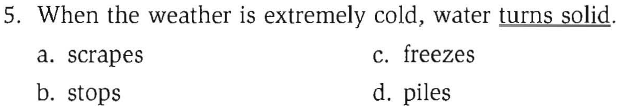 5. When the weather is extremely cold, water turns solid.
a. scrapes
c. freezes
b. stops
d. piles